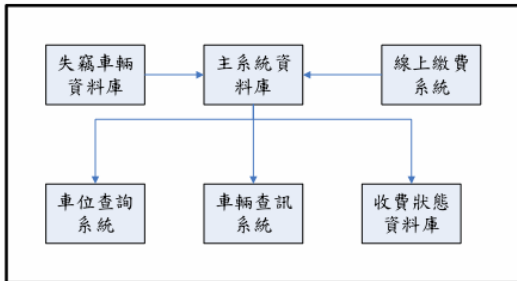 失竊車輛
資料庫
主系統資
料庫
線上繳費
系統
車位查詢
系統
車輛查訊
系統
收費狀態
資料庫